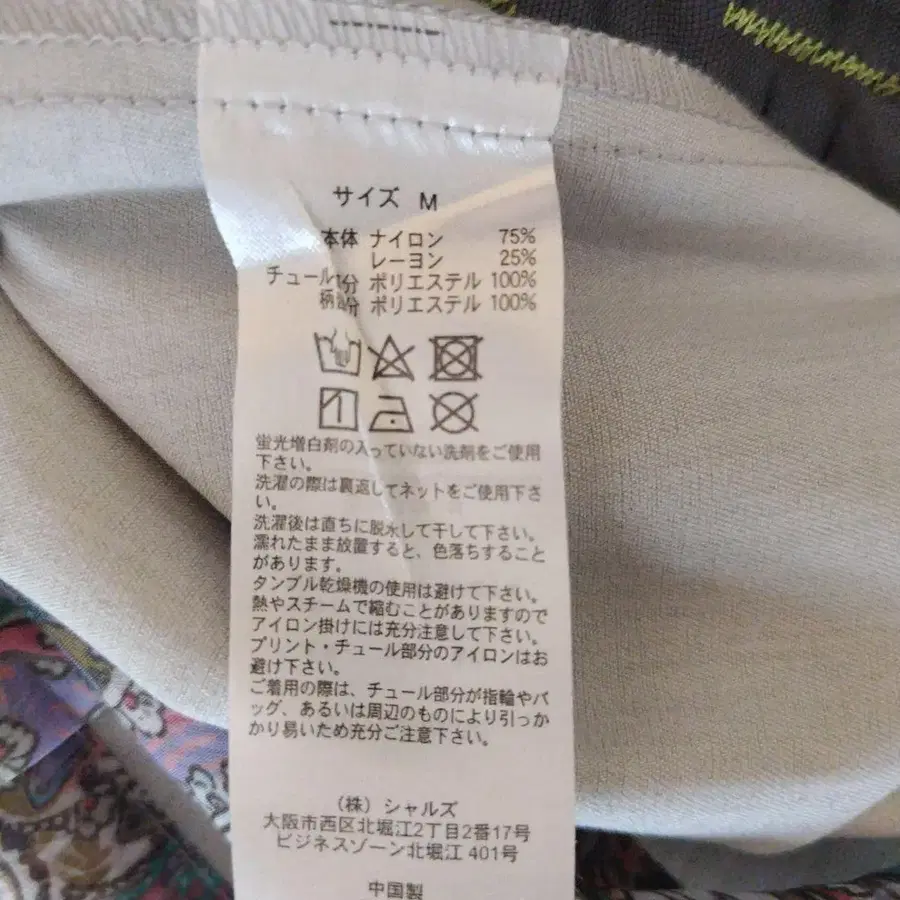 サイズ M
本体 ナイロン 75%
レーヨン 25%
チュール部分 ポリエステル 100%
柄部分 ポリエステル 100%
蛍光増白剤の入っていない洗剤をご使用
下さい。
洗濯の際は裏返してネットをご使用下さ
い。
洗濯後は直ちに脱水して干して下さい。
濡れたまま放置すると、色落ちすること
があります。
タンブル乾燥機の使用は避けて下さい。
熱やスチームで縮むことがありますので
アイロン掛けには充分注意して下さい。
プリント・チュール部分のアイロンはお
避け下さい。
ご着用の際は、チュール部分が指輪やバ
ッグ、あるいは周辺のものにより引っか
かり易いため充分ご注意下さい。
（株）シャルズ
大阪市西区北堀江2丁目2番17号
ビジネスゾーン北堀江 401号
中国製